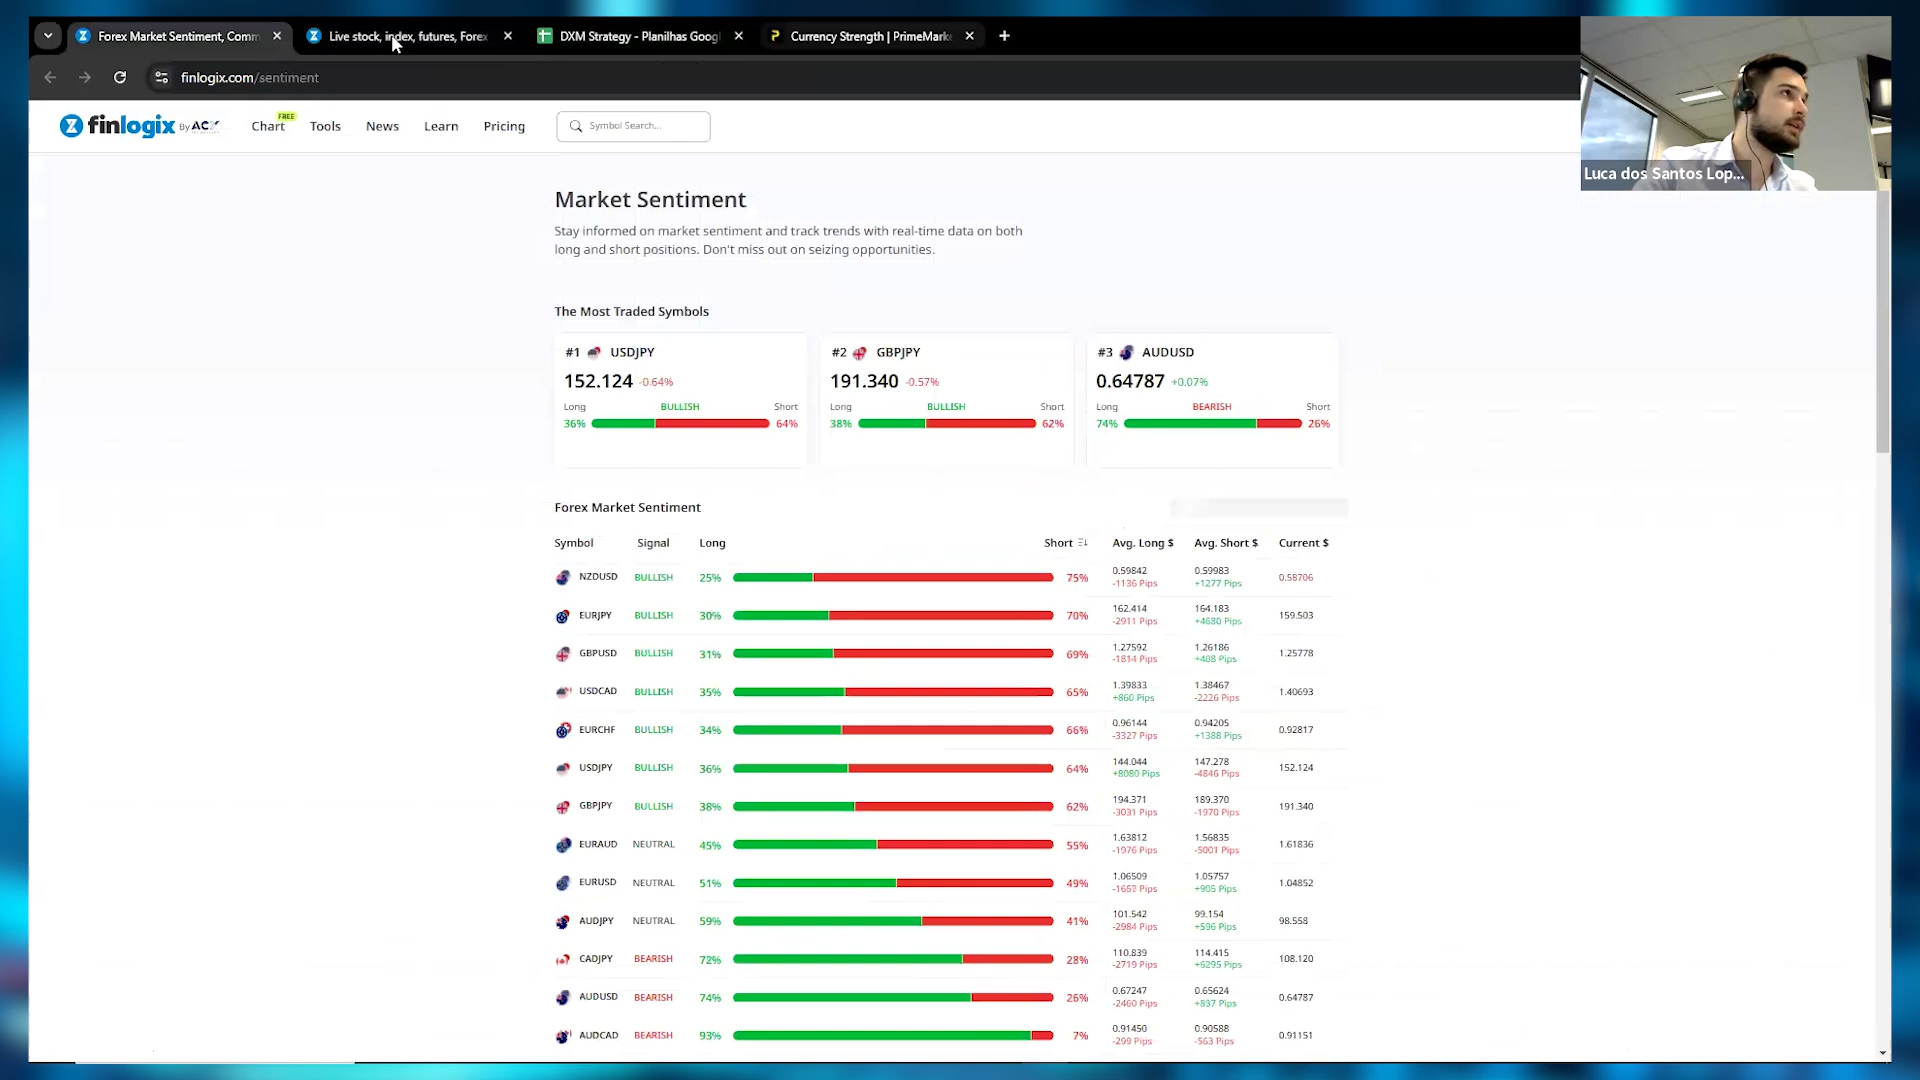 Forex Market Sentiment, Comm
Live stock, index, futures, Forex
DXM Strategy - Planilhas Goog
Currency Strength | PrimeMark
finlogix.com/sentiment
finlogix By ACY
Chart
FREE
Tools
News
Learn
Pricing
Symbol Search...
Luca dos Santos Lop...
Market Sentiment
Stay informed on market sentiment and track trends with real-time data on both
long and short positions. Don't miss out on seizing opportunities.
The Most Traded Symbols
#1 USDJPY
152.124 -0.64%
Long BULLISH Short
36% 64%
#2 GBPJPY
191.340 -0.57%
Long BULLISH Short
38% 62%
#3 AUDUSD
0.64787 +0.07%
Long BEARISH Short
74% 26%
Forex Market Sentiment
Symbol Signal Long Short Avg. Long $ Avg. Short $ Current $
NZDUSD BULLISH 25% 75% 0.59842 0.59983 0.58706
-1136 Pips +1277 Pips
EURJPY BULLISH 30% 70% 162.414 164.183 159.503
-2911 Pips +4680 Pips
GBPUSD BULLISH 31% 69% 1.27592 1.26186 1.25778
-1814 Pips +408 Pips
USDCAD BULLISH 35% 65% 1.39833 1.38467 1.40693
+860 Pips -2226 Pips
EURCHF BULLISH 34% 66% 0.96144 0.94205 0.92817
-3327 Pips +1388 Pips
USDJPY BULLISH 36% 64% 144.044 147.278 152.124
+8080 Pips -4846 Pips
GBPJPY BULLISH 38% 62% 194.371 189.370 191.340
-3031 Pips -1970 Pips
EURAUD NEUTRAL 45% 55% 1.63812 1.56835 1.61836
-1976 Pips -5001 Pips
EURUSD NEUTRAL 51% 49% 1.06509 1.05757 1.04852
-1657 Pips +905 Pips
AUDJPY NEUTRAL 59% 41% 101.542 99.154 98.558
-2984 Pips +596 Pips
CADJPY BEARISH 72% 28% 110.839 114.415 108.120
-2719 Pips +6295 Pips
AUDUSD BEARISH 74% 26% 0.67247 0.65624 0.64787
-2460 Pips +837 Pips
AUDCAD BEARISH 93% 7% 0.91450 0.90588 0.91151
-299 Pips -563 Pips